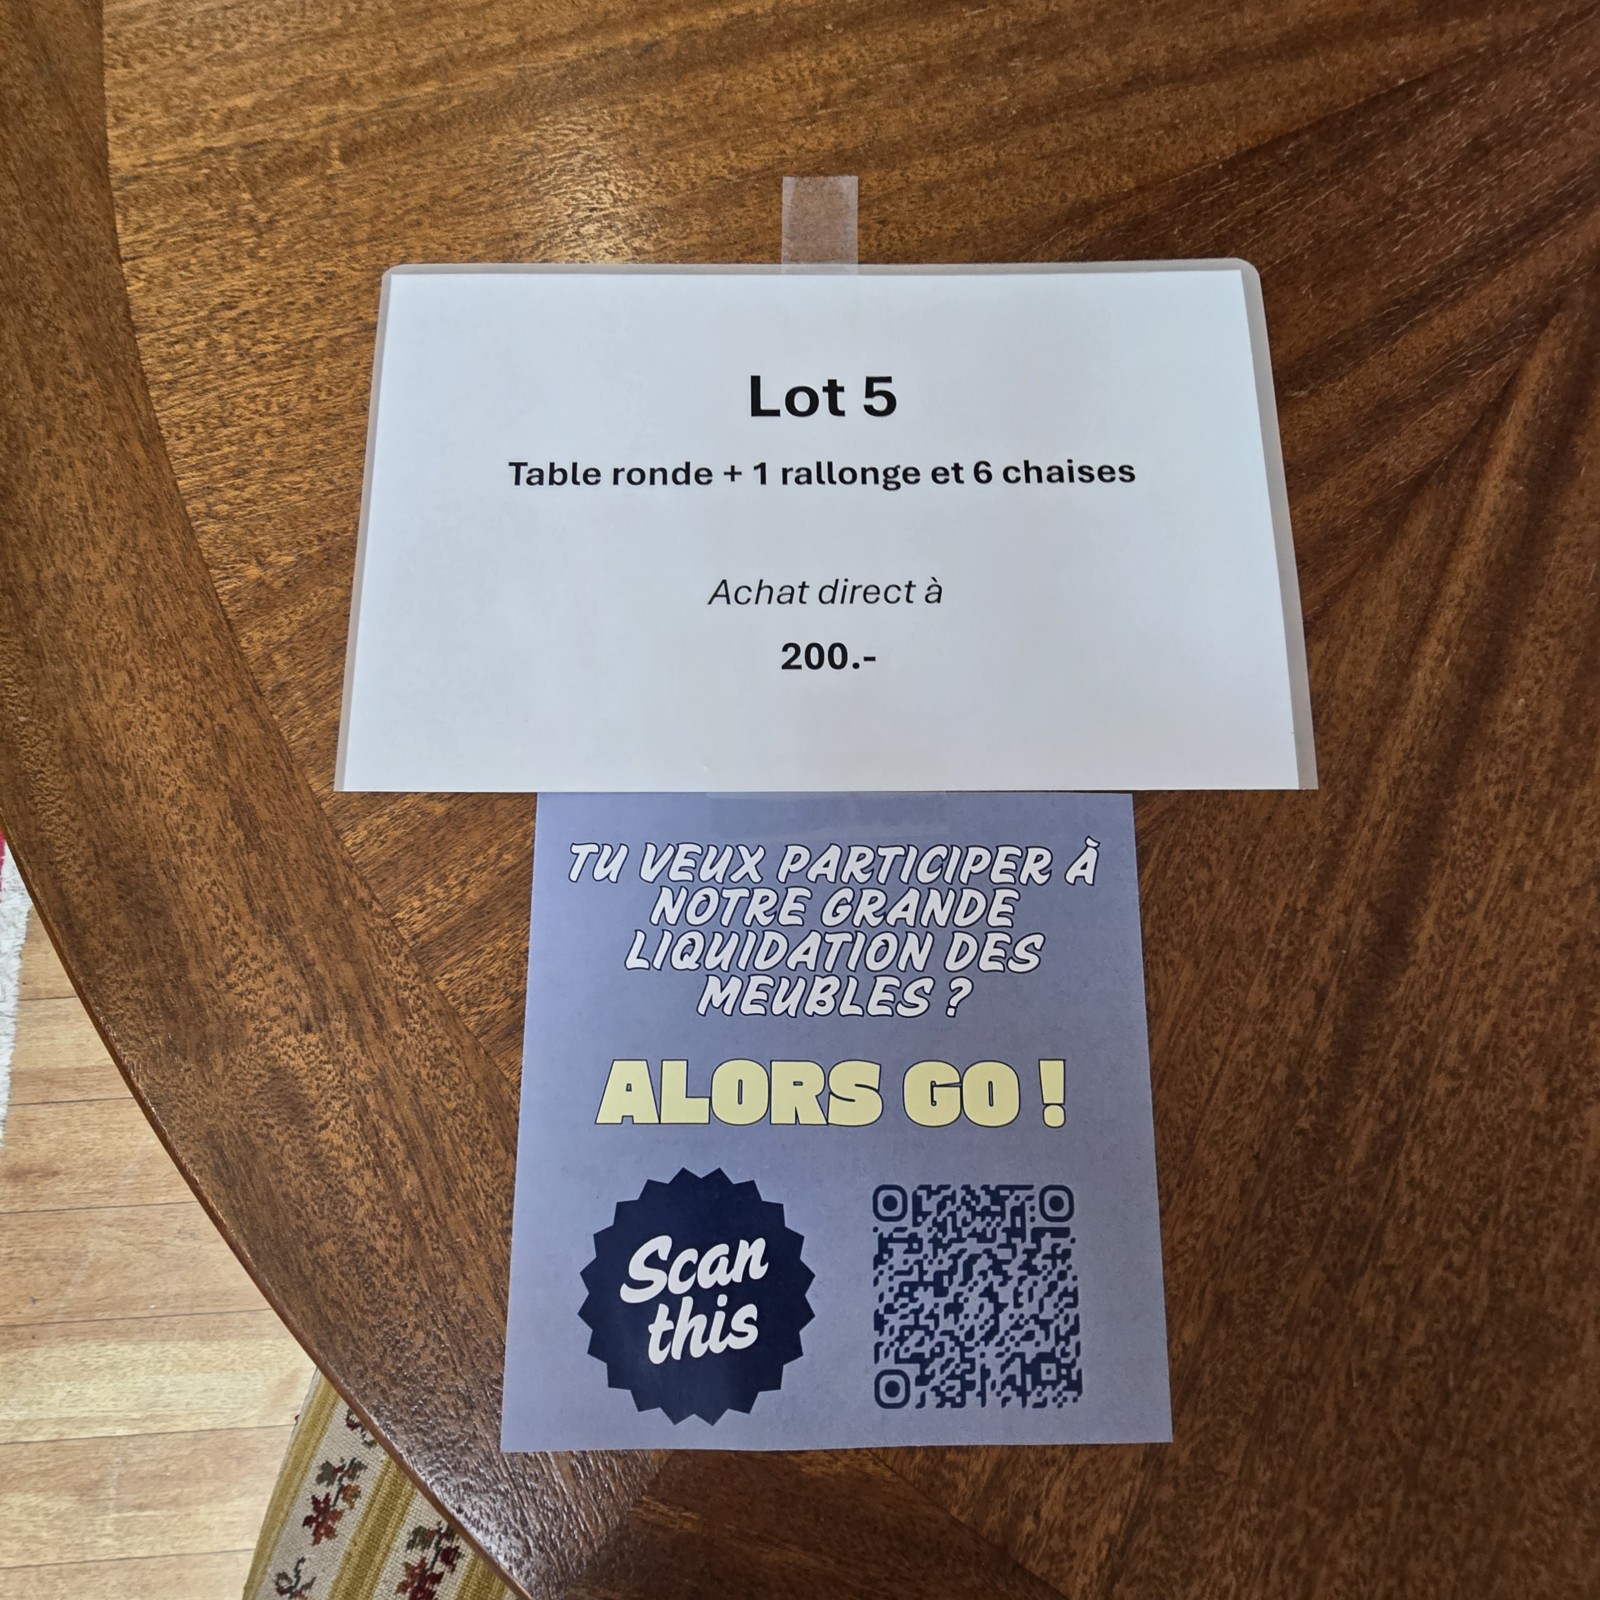 Lot 5
Table ronde + 1 rallonge et 6 chaises
Achat direct à
200.-
TU VEUX PARTICIPER À
NOTRE GRANDE
LIQUIDATION DES
MEUBLES ?
ALORS GO !
Scan
this